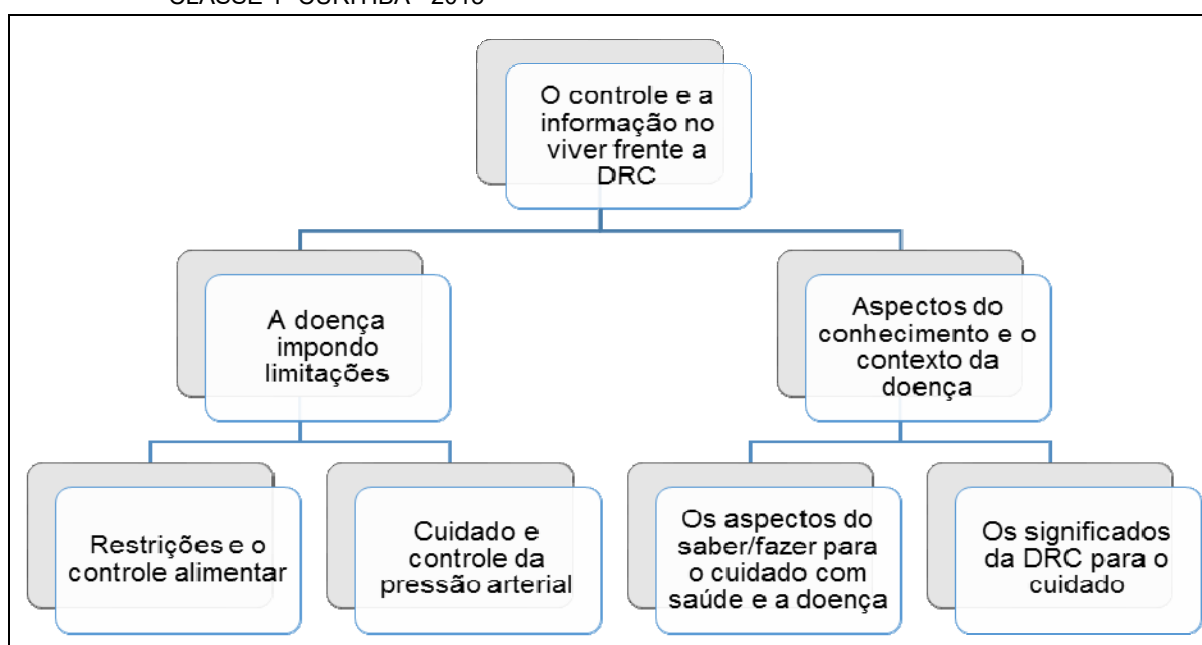 O controle e a
informação no
viver frente a
DRC
A doença
impondo
limitações
Aspectos do
conhecimento e o
contexto da
doença
Restrições e o
controle alimentar
Cuidado e
controle da
pressão arterial
Os aspectos do
saber/fazer para
o cuidado com
saúde e a doença
Os significados
da DRC para o
cuidado